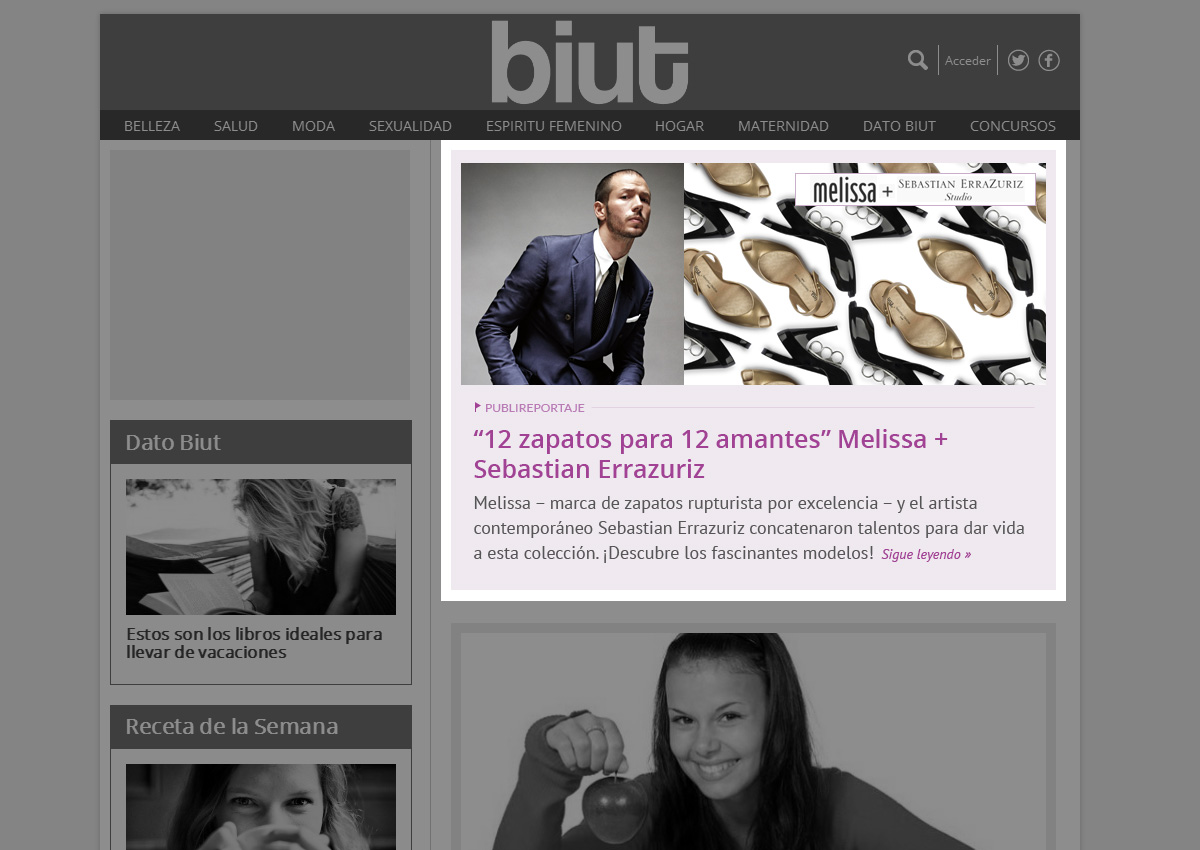 biut
Acceder
BELLEZA SALUD MODA SEXUALIDAD ESPIRITU FEMENINO HOGAR MATERNIDAD DATO BIUT CONCURSOS
melissa + SEBASTIAN ERRAZURIZ
Studio
PUBLIREPORTAJE
“12 zapatos para 12 amantes” Melissa +
Sebastian Errazuriz
Melissa – marca de zapatos rupturista por excelencia – y el artista
contemporáneo Sebastian Errazuriz concatenaron talentos para dar vida
a esta colección. ¡Descubre los fascinantes modelos! Sigue leyendo »
Dato Biut
Estos son los libros ideales para
llevar de vacaciones
Receta de la Semana